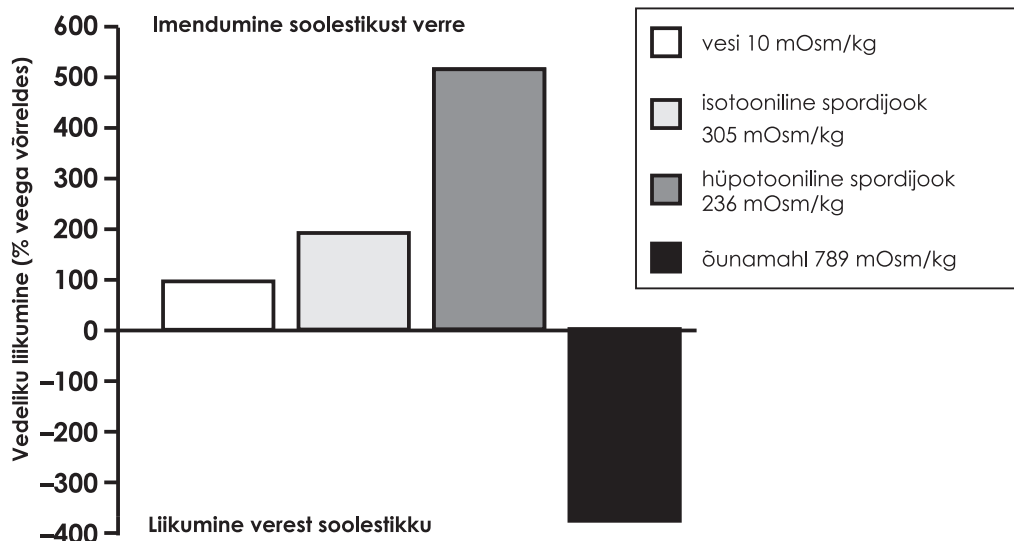 Vedeliku liikumine (% veega võrreldes)
600
500
400
300
200
100
0
–100
–200
–300
–400
Imendumine soolestikust verre
Liikumine verest soolestikku
vesi 10 mOsm/kg
isotooniline spordijook
305 mOsm/kg
hüpotooniline spordijook
236 mOsm/kg
õunamahl 789 mOsm/kg